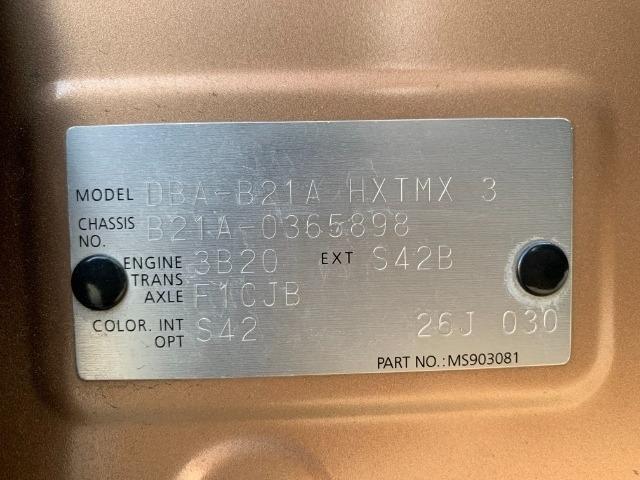 MODEL DBA-B21A HXTMX 3
CHASSIS NO. B21A-0365898
ENGINE 3B20 EXT S42B
TRANS AXLE F1CJB
COLOR. INT S42 26J 030
OPT
PART NO.: MS903081